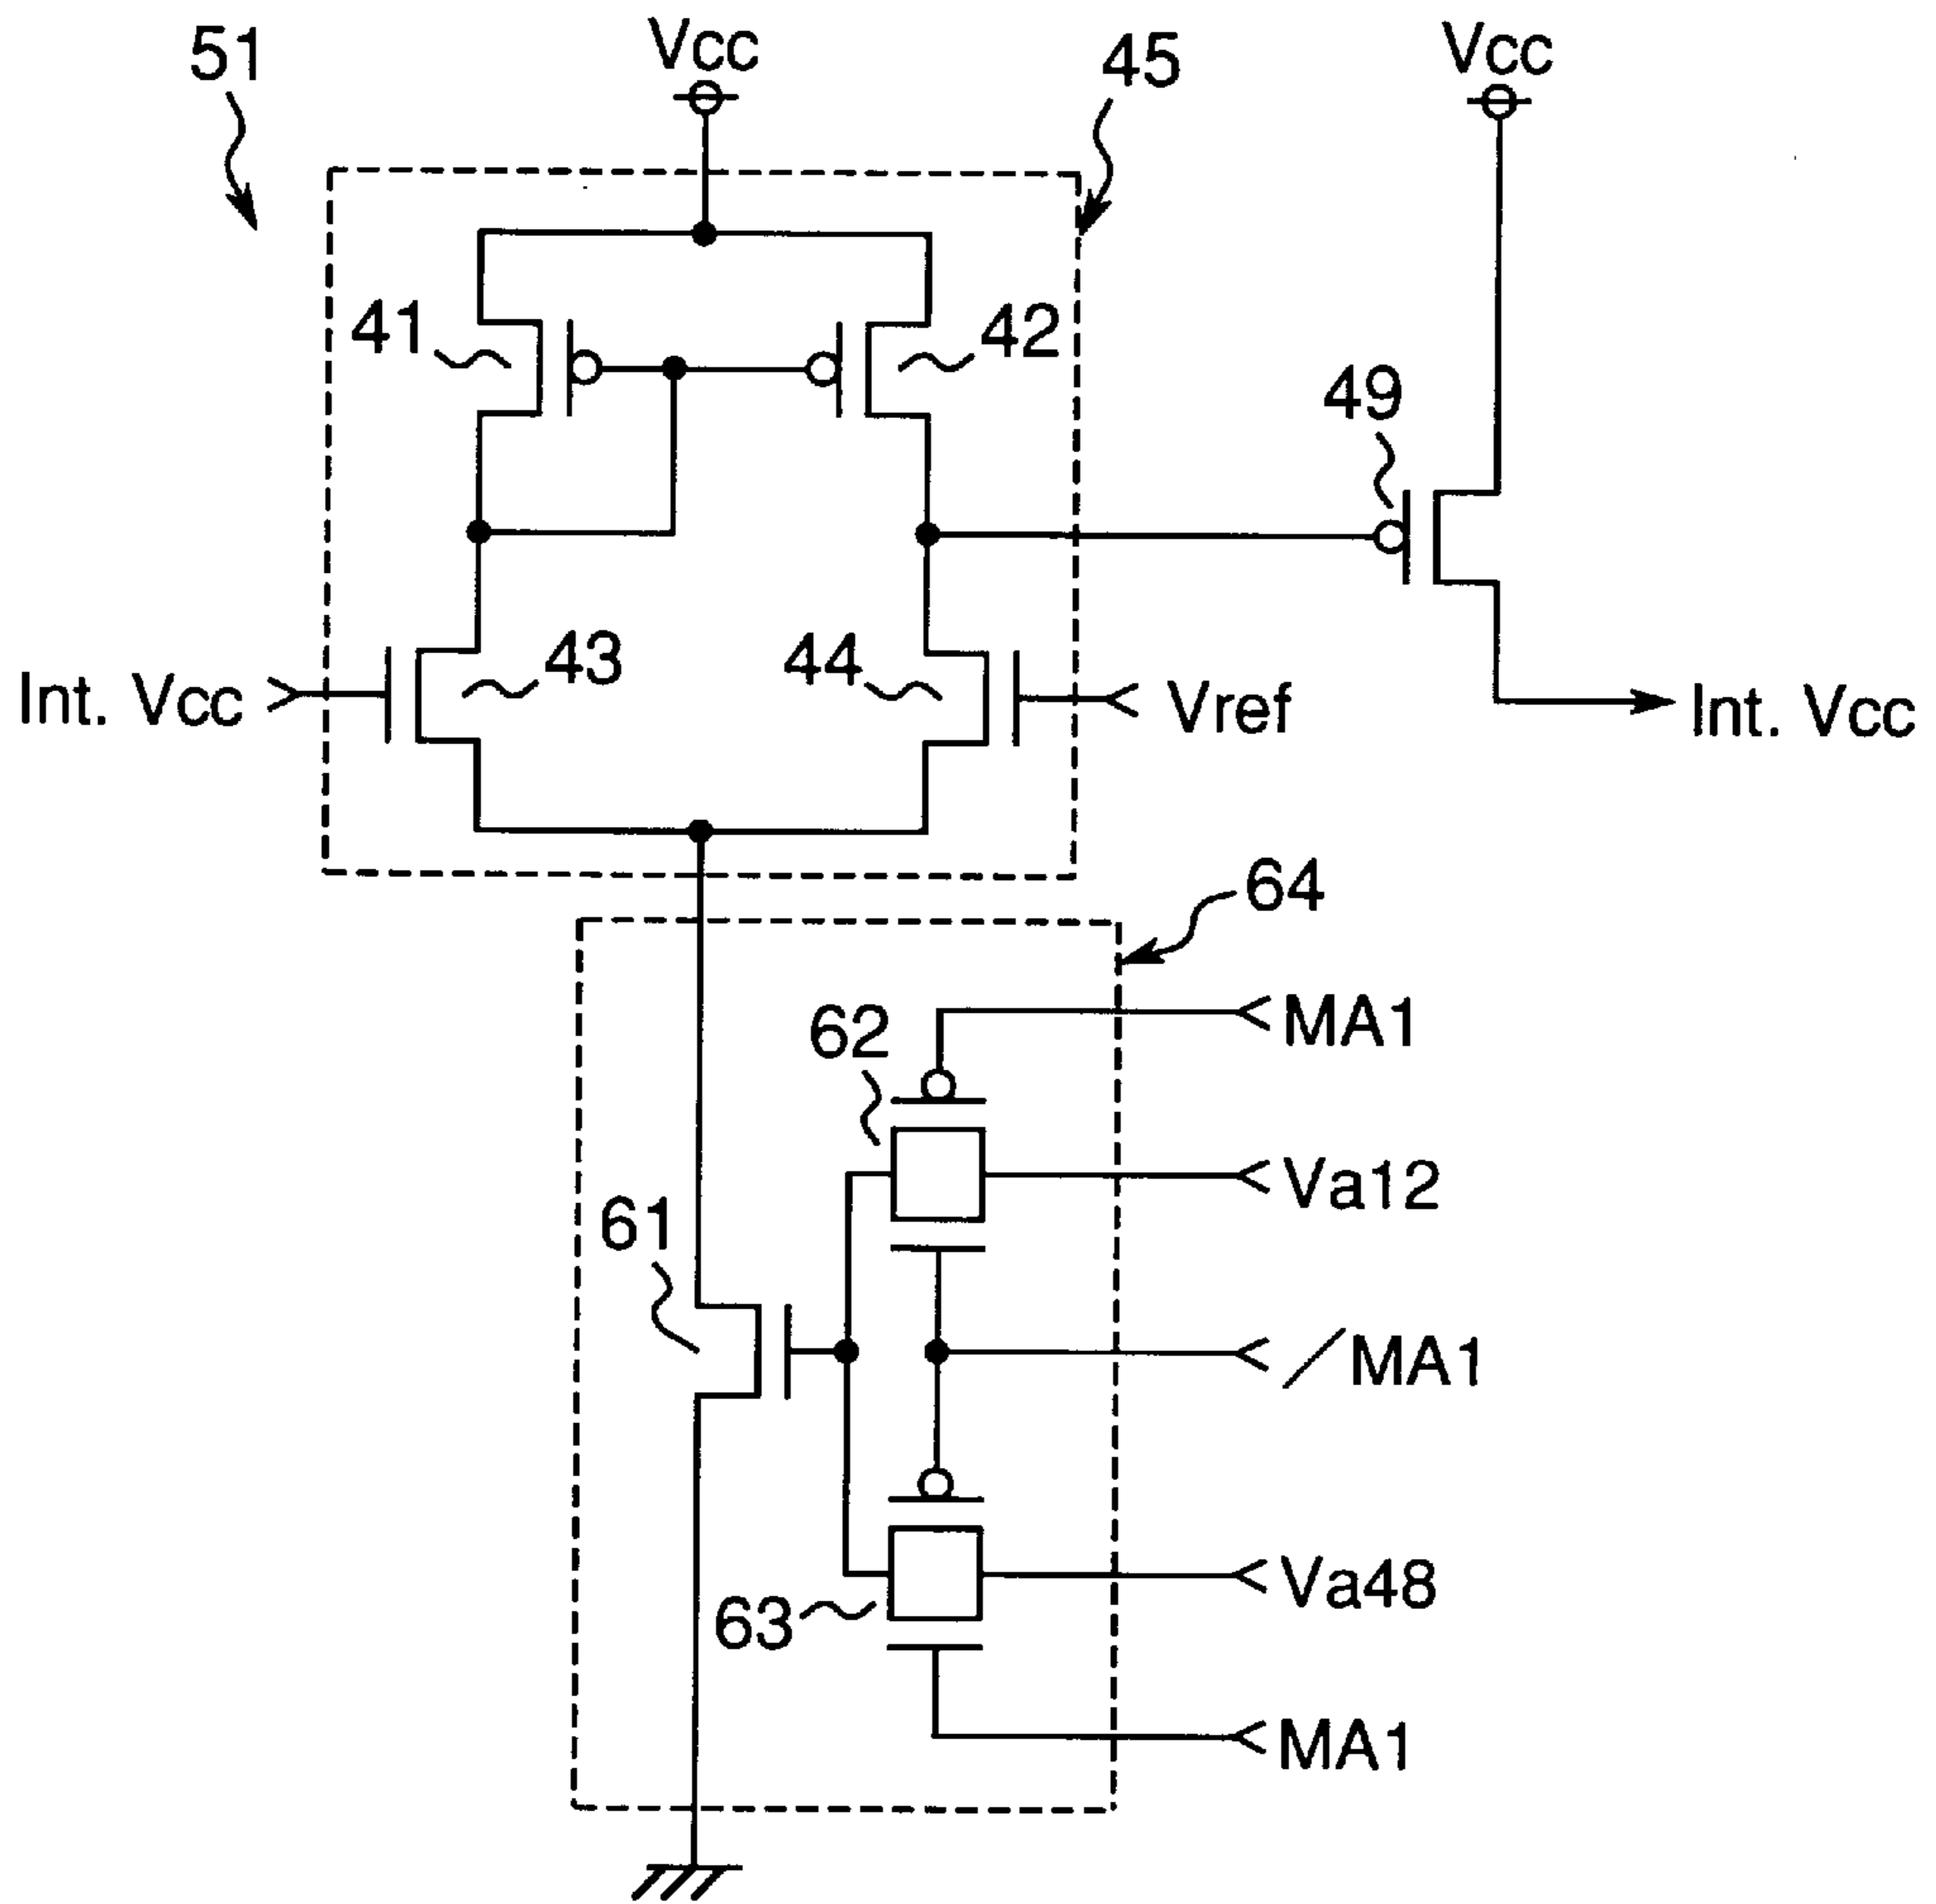 51
Vcc
45
Vcc
41
42
49
Int. Vcc
43
44
Vref
Int. Vcc
64
MA1
62
Va12
61
/MA1
Va48
63
MA1